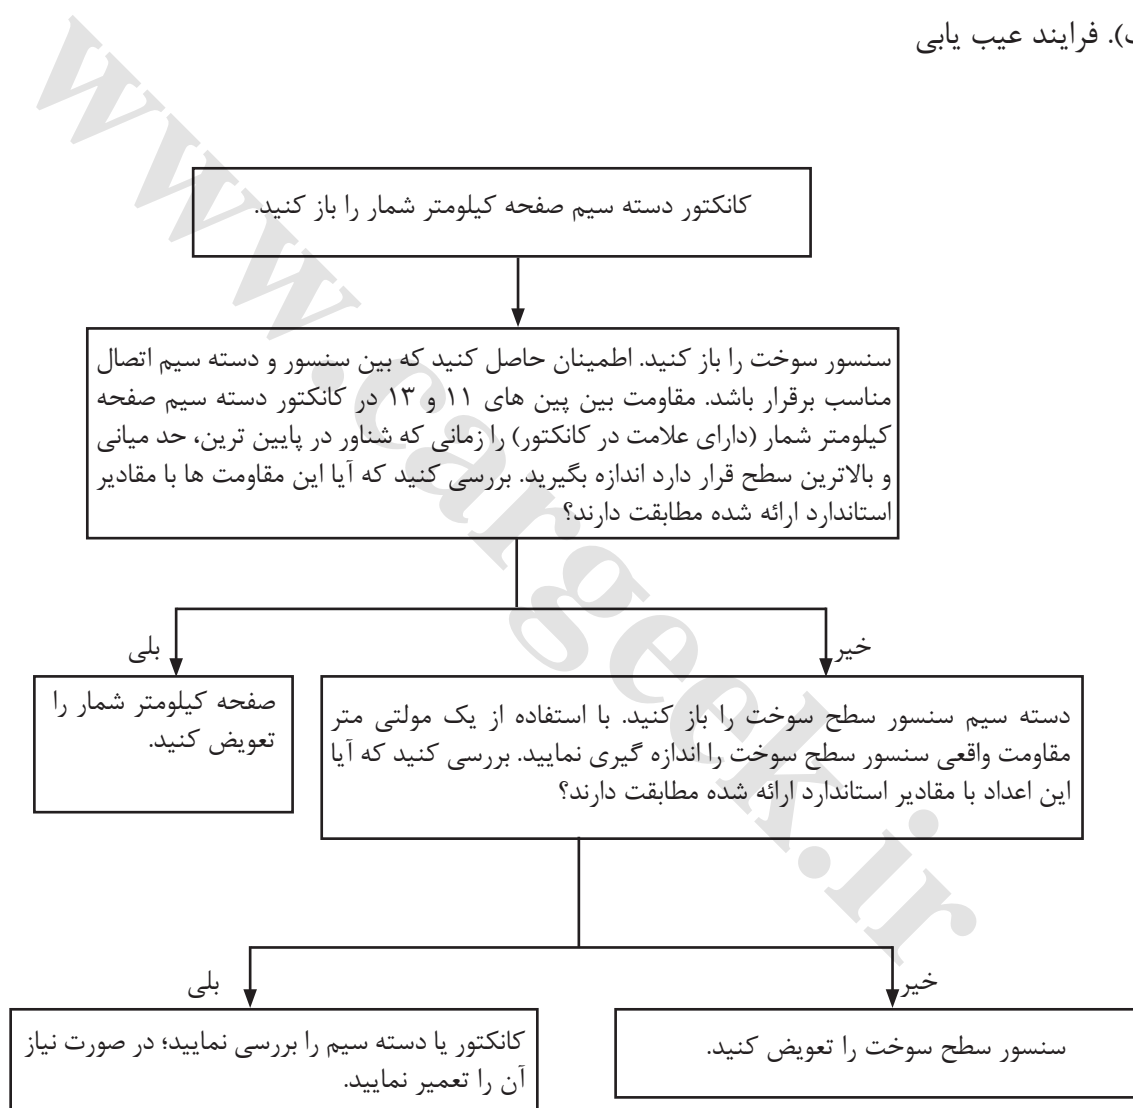 ). فرایند عیب یابی
کانکتور دسته سیم صفحه کیلومتر شمار را باز کنید.
سنسور سوخت را باز کنید. اطمینان حاصل کنید که بین سنسور و دسته سیم اتصال
مناسب برقرار باشد. مقاومت بین پین های ۱۱ و ۱۳ در کانکتور دسته سیم صفحه
کیلومتر شمار (دارای علامت در کانکتور) را زمانی که شناور در پایین ترین، حد میانی
و بالاترین سطح قرار دارد اندازه بگیرید. بررسی کنید که آیا این مقاومت ها با مقادیر
استاندارد ارائه شده مطابقت دارند؟
خیر
بلی
دسته سیم سنسور سطح سوخت را باز کنید. با استفاده از یک مولتی متر
مقاومت واقعی سنسور سطح سوخت را اندازه گیری نمایید. بررسی کنید که آیا
این اعداد با مقادیر استاندارد ارائه شده مطابقت دارند؟
صفحه کیلومتر شمار را
تعویض کنید.
خیر
بلی
سنسور سطح سوخت را تعویض کنید.
کانکتور یا دسته سیم را بررسی نمایید؛ در صورت نیاز
آن را تعمیر نمایید.
www.cargeek.ir